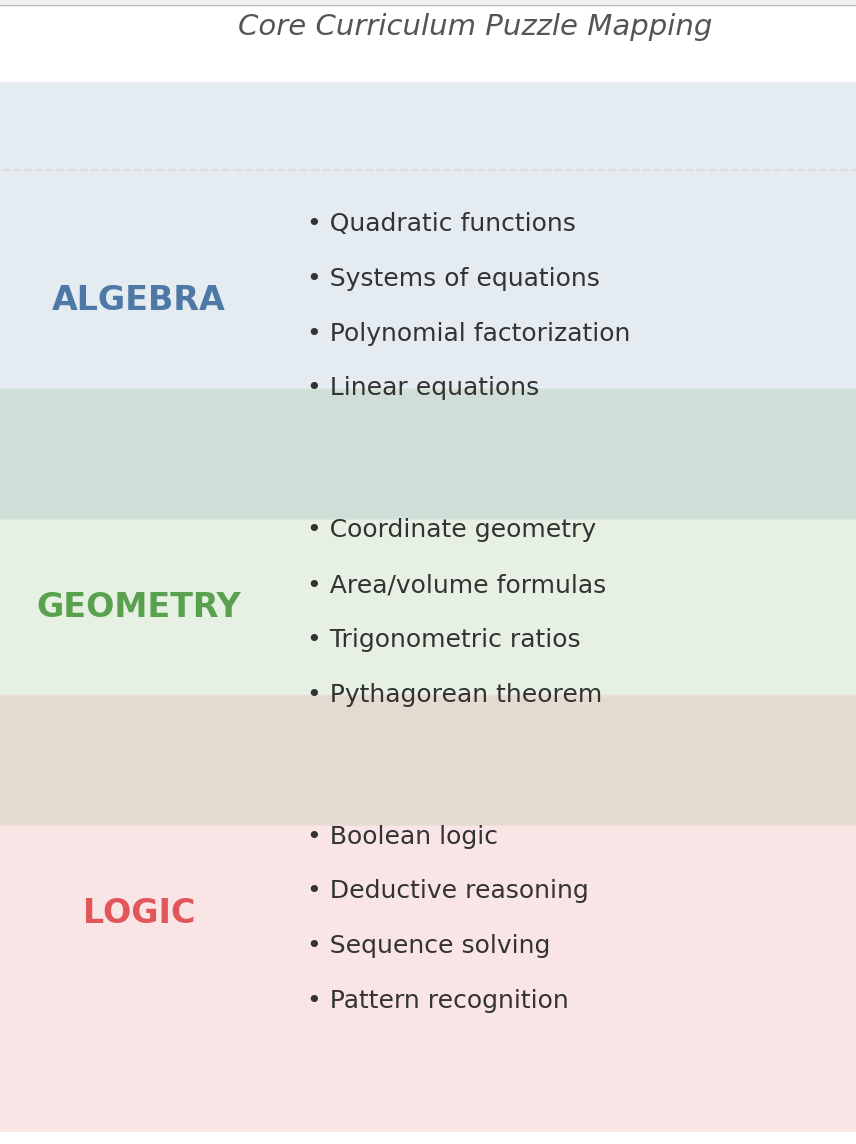 Core Curriculum Puzzle Mapping
ALGEBRA
• Quadratic functions
• Systems of equations
• Polynomial factorization
• Linear equations
GEOMETRY
• Coordinate geometry
• Area/volume formulas
• Trigonometric ratios
• Pythagorean theorem
LOGIC
• Boolean logic
• Deductive reasoning
• Sequence solving
• Pattern recognition